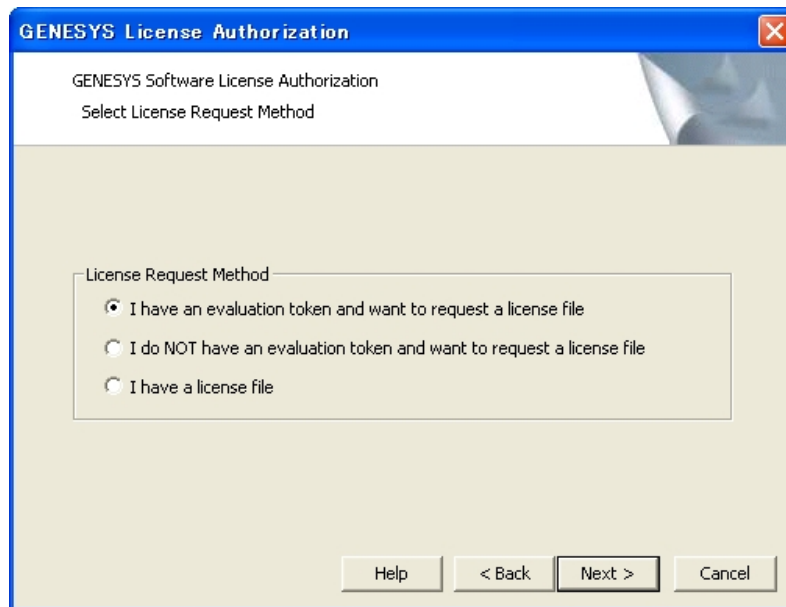 GENESYS License Authorization
GENESYS Software License Authorization
Select License Request Method
License Request Method
I have an evaluation token and want to request a license file
I do NOT have an evaluation token and want to request a license file
I have a license file
Help < Back Next > Cancel